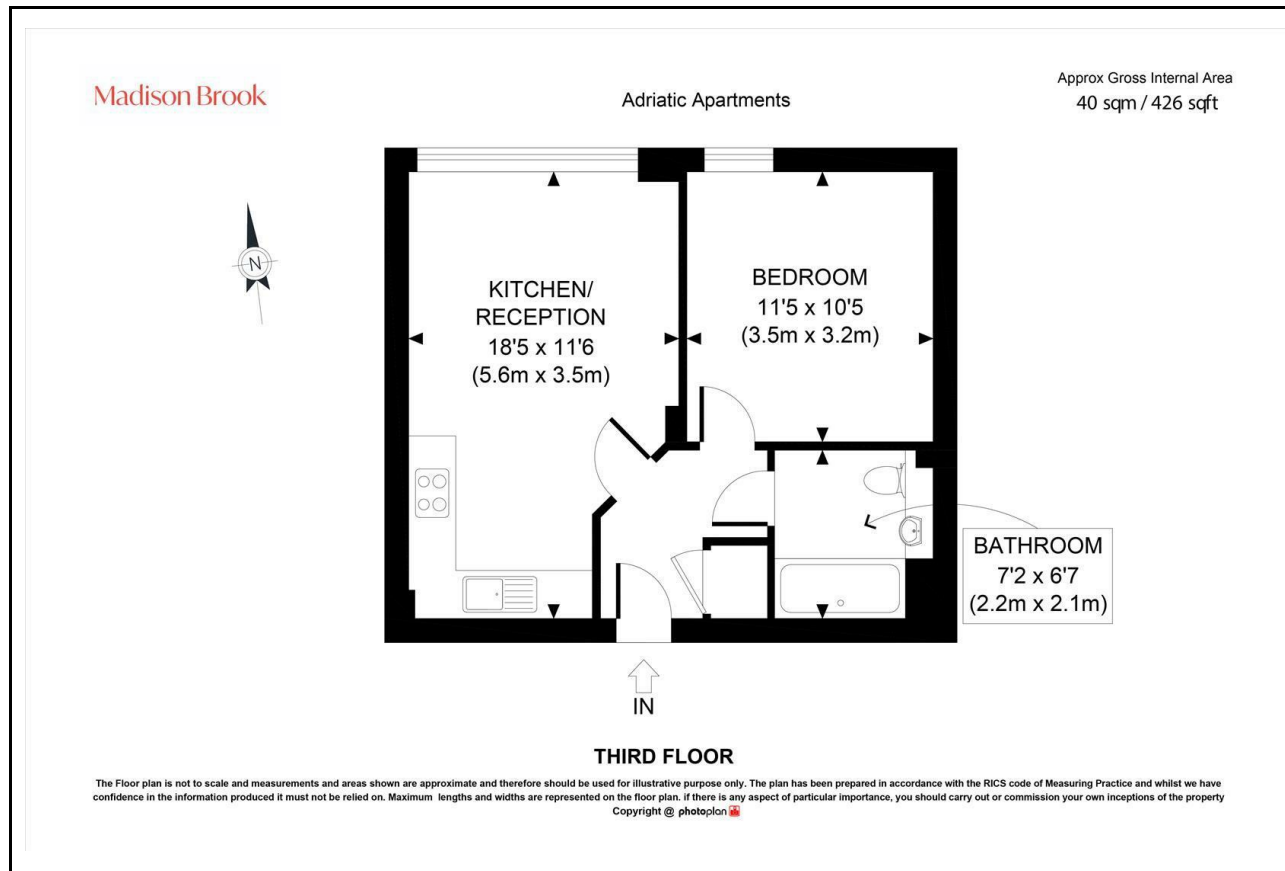 Madison Brook
Adriatic Apartments
Approx Gross Internal Area
40 sqm / 426 sqft
N
KITCHEN/
RECEPTION
18'5 x 11'6
(5.6m x 3.5m)
BEDROOM
11'5 x 10'5
(3.5m x 3.2m)
BATHROOM
7'2 x 6'7
(2.2m x 2.1m)
IN
THIRD FLOOR
The Floor plan is not to scale and measurements and areas shown are approximate and therefore should be used for illustrative purpose only. The plan has been prepared in accordance with the RICS code of Measuring Practice and whilst we have
confidence in the information produced it must not be relied on. Maximum lengths and widths are represented on the floor plan. if there is any aspect of particular importance, you should carry out or commission your own inceptions of the property
Copyright @ photoplan